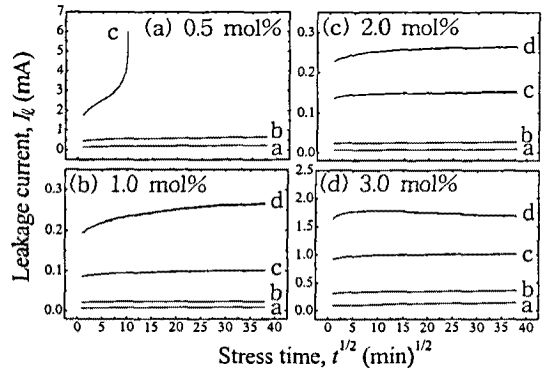 Leakage current, Iℓ (mA)
(a) 0.5 mol%
7
6
5
4
3
2
1
0
c
b
a
(c) 2.0 mol%
0.3
0.2
0.1
0.0
d
c
b
a
(b) 1.0 mol%
0.3
0.2
0.1
0.0
d
c
b
a
0 5 10 15 20 25 30 35 40
(d) 3.0 mol%
2.5
2.0
1.5
1.0
0.5
0.0
d
c
b
a
0 5 10 15 20 25 30 35 40
Stress time, t^1/2 (min)^1/2